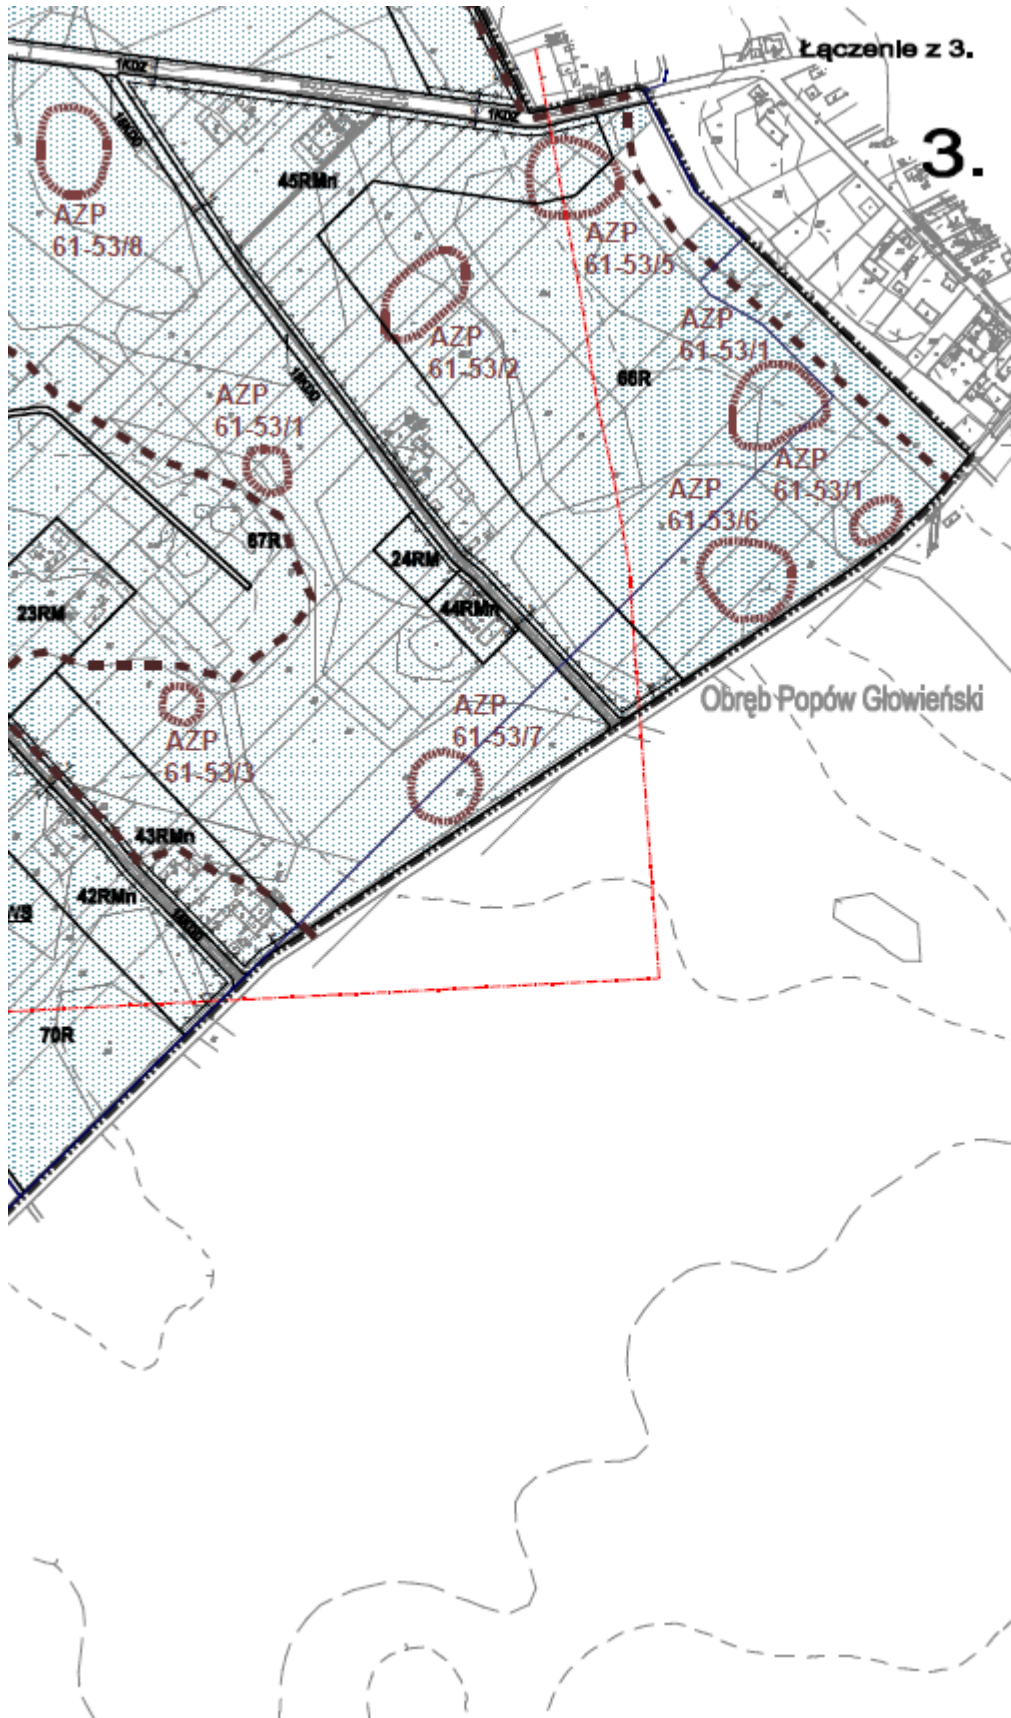 Łączenie z 3.
3.
1KDZ
1KDZ
45RMn
AZP
61-53/8
AZP
61-53/5
AZP
61-53/2
AZP
61-53/1
66R
AZP
61-53/1
AZP
61-53/1
AZP
61-53/6
67R
24RM
44RMn
23RM
Obręb Popów Głowieński
AZP
61-53/7
AZP
61-53/3
43RMn
42RMn
70R